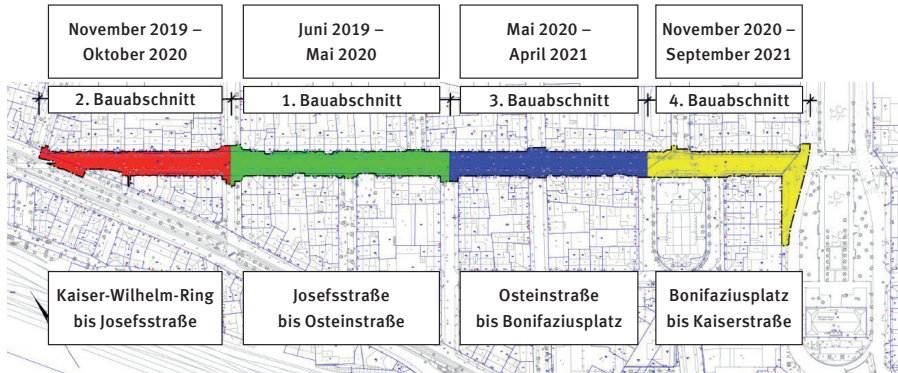 November 2019 –
Oktober 2020
Juni 2019 –
Mai 2020
Mai 2020 –
April 2021
November 2020 –
September 2021
2. Bauabschnitt
1. Bauabschnitt
3. Bauabschnitt
4. Bauabschnitt
Kaiser-Wilhelm-Ring
bis Josefsstraße
Josefsstraße
bis Osteinstraße
Osteinstraße
bis Bonifaziusplatz
Bonifaziusplatz
bis Kaiserstraße